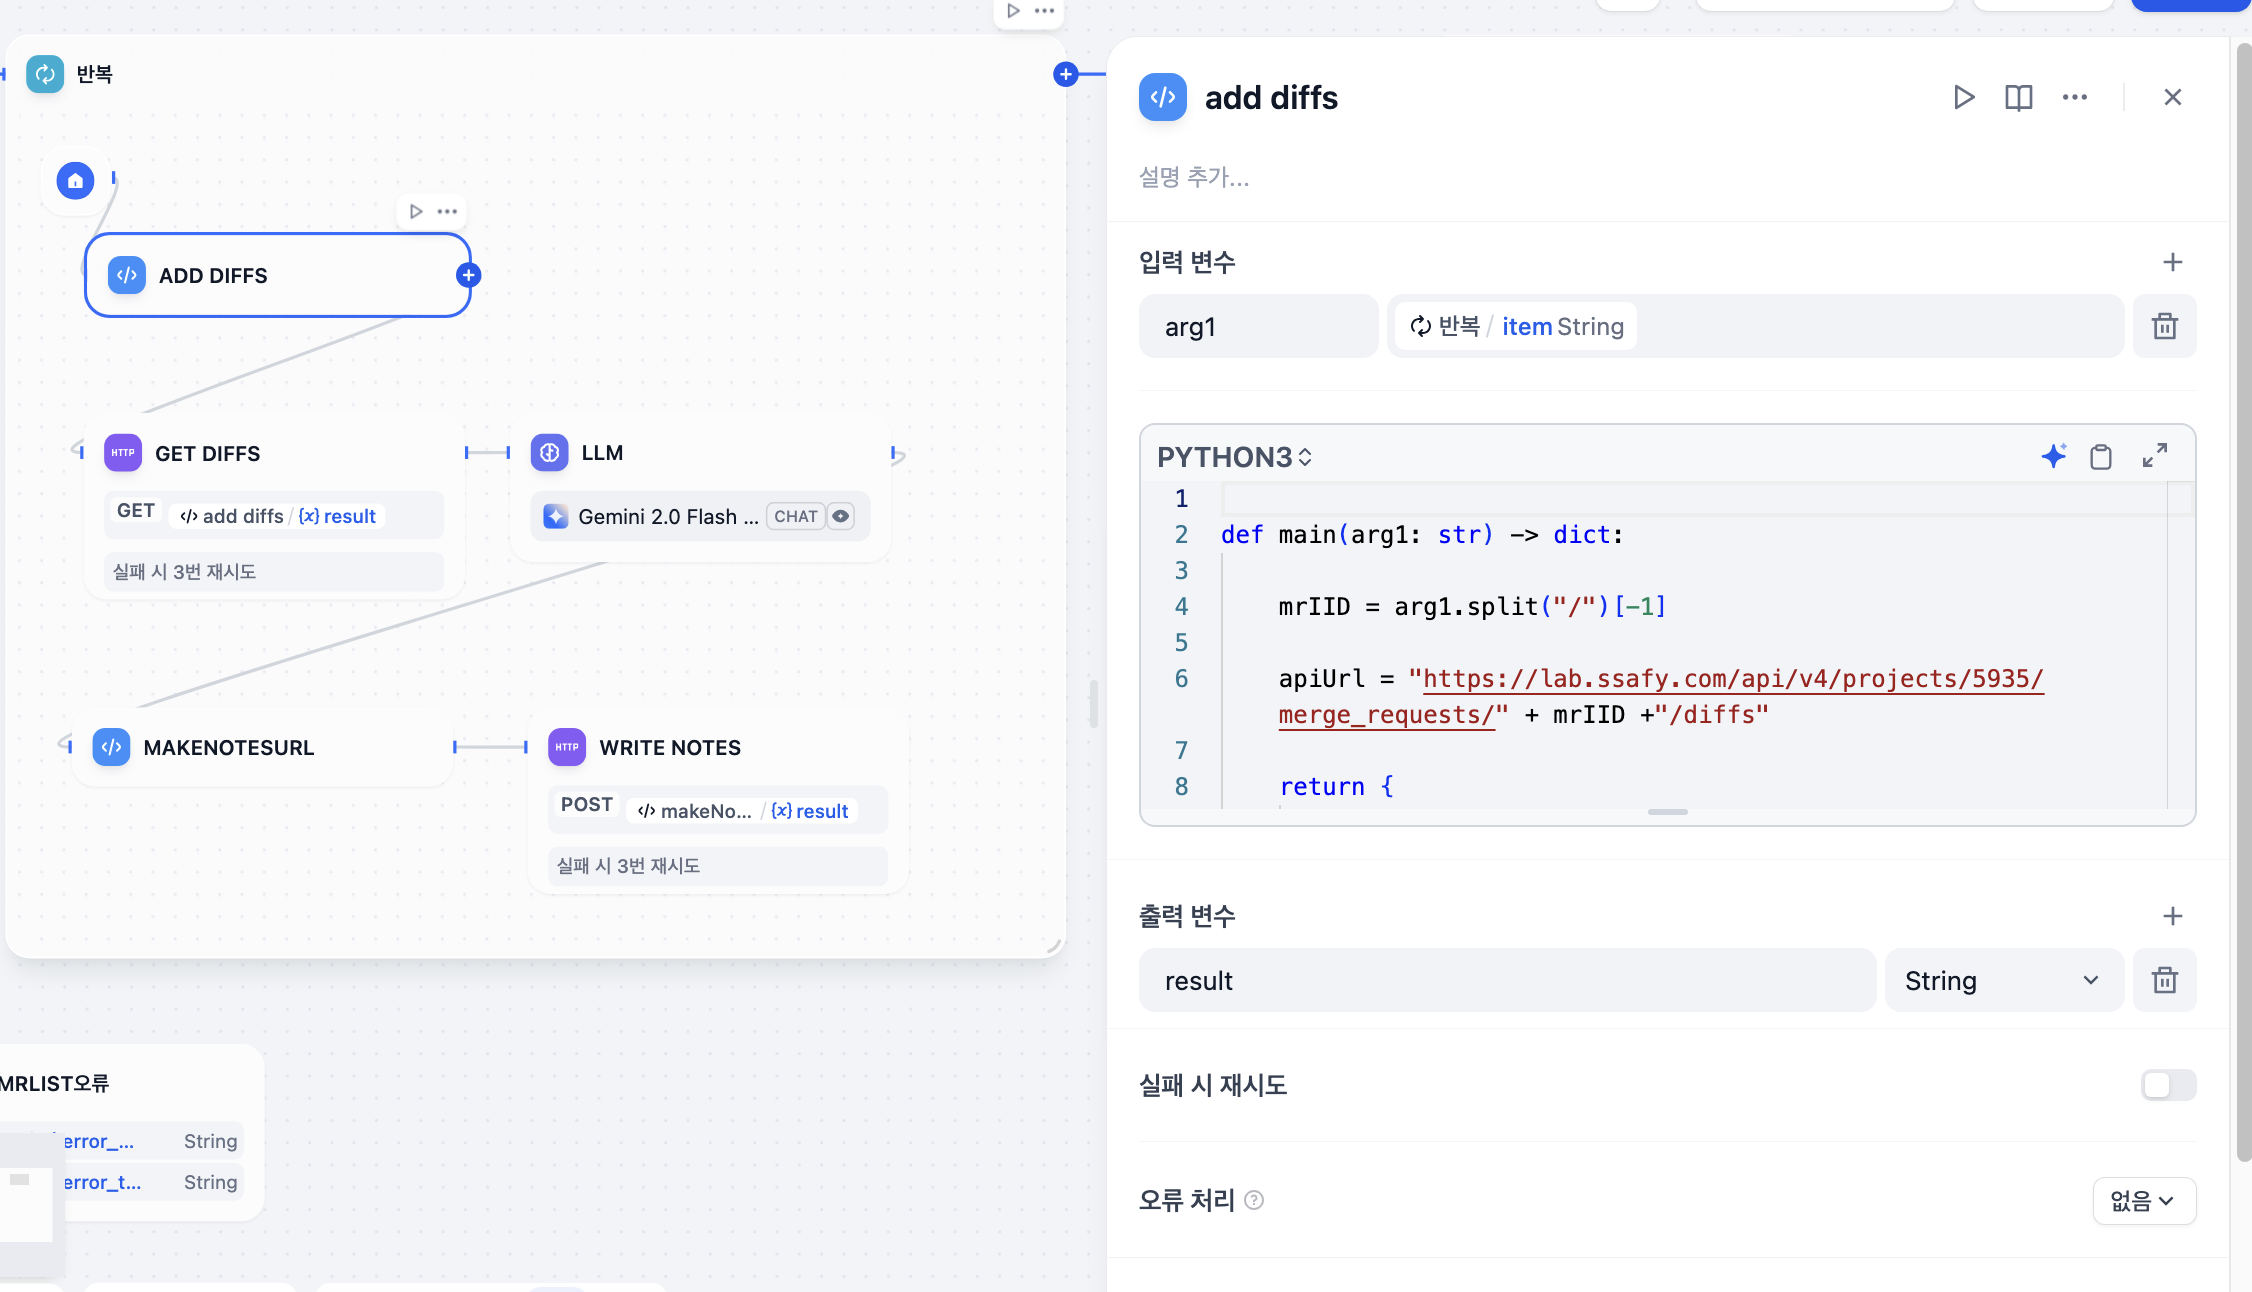 반복
ADD DIFFS
HTTP
GET DIFFS
GET
add diffs / {x} result
실패 시 3번 재시도
LLM
Gemini 2.0 Flash ...
CHAT
MAKENOTESURL
HTTP
WRITE NOTES
POST
makeNo... / {x} result
실패 시 3번 재시도
MRLIST오류
error_...
String
error_t...
String
add diffs
설명 추가...
입력 변수
arg1
반복 / item String
PYTHON3
1
2 def main(arg1: str) -> dict:
3
4 mrIID = arg1.split("/")[-1]
5
6 apiUrl = "https://lab.ssafy.com/api/v4/projects/5935/
merge_requests/" + mrIID +"/diffs"
7
8 return {
출력 변수
result
String
실패 시 재시도
오류 처리
없음